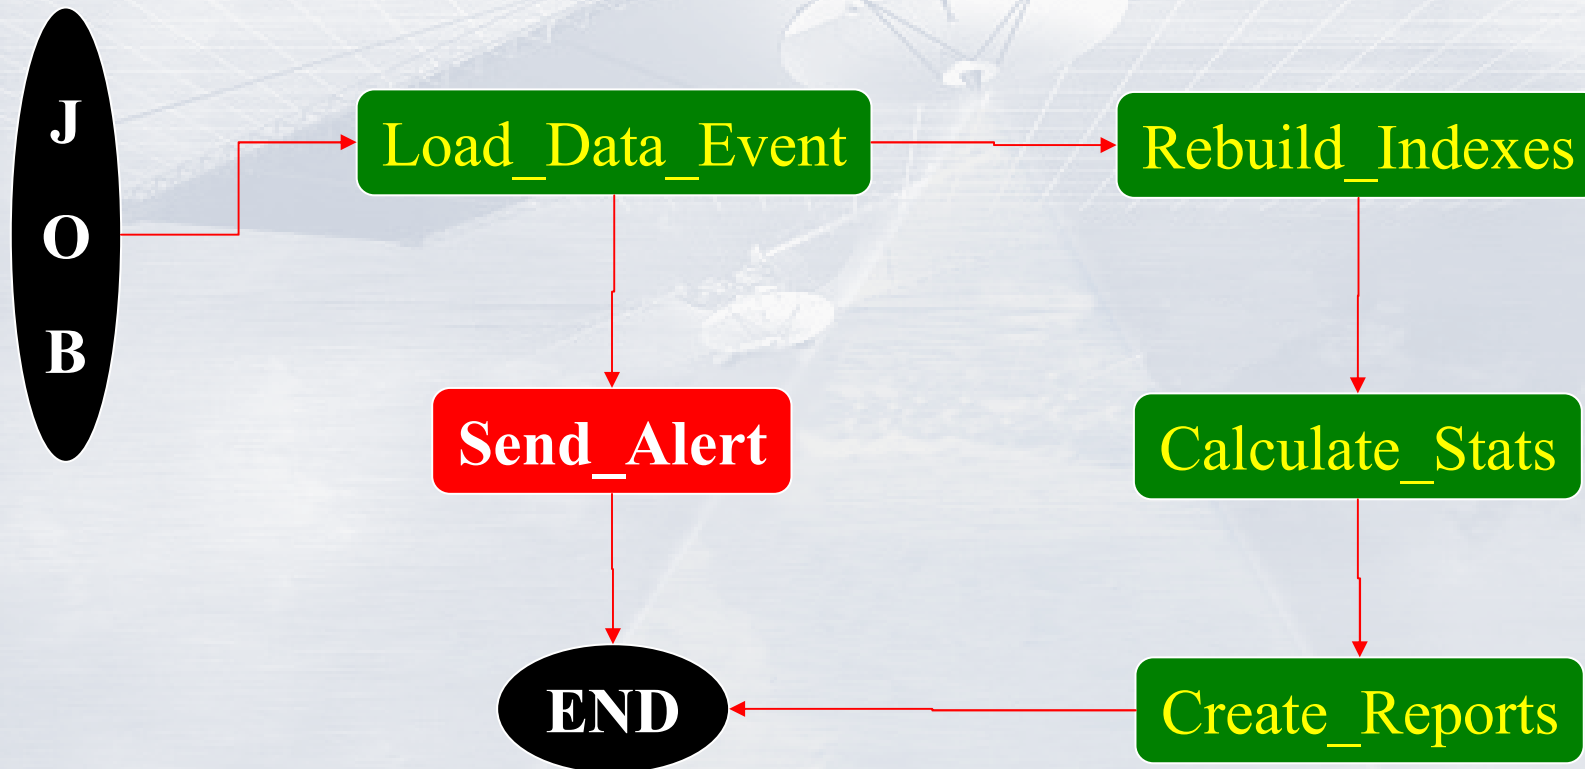 J
O
B
Load_Data_Event
Rebuild_Indexes
Send_Alert
Calculate_Stats
END
Create_Reports